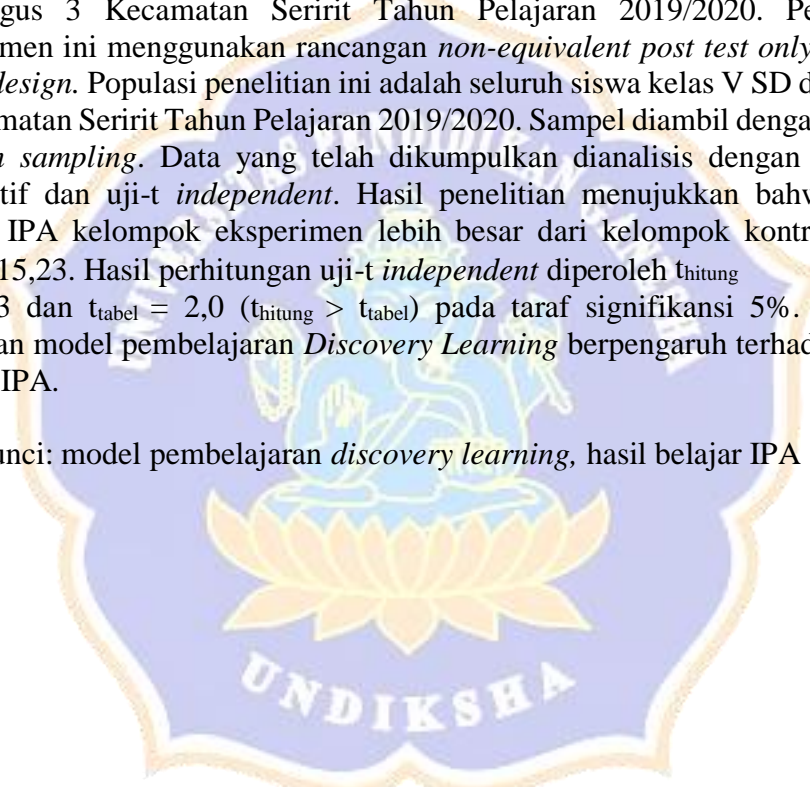 gus 3 Kecamatan Seririt Tahun Pelajaran 2019/2020. Pe
men ini menggunakan rancangan non-equivalent post test only
design. Populasi penelitian ini adalah seluruh siswa kelas V SD d
matan Seririt Tahun Pelajaran 2019/2020. Sampel diambil denga
sampling. Data yang telah dikumpulkan dianalisis dengan
tif dan uji-t independent. Hasil penelitian menujukkan bahw
IPA kelompok eksperimen lebih besar dari kelompok kontr
15,23. Hasil perhitungan uji-t independent diperoleh thitung
3 dan ttabel = 2,0 (thitung > ttabel) pada taraf signifikansi 5%.
an model pembelajaran Discovery Learning berpengaruh terhad
IPA.
unci: model pembelajaran discovery learning, hasil belajar IPA
UNDIKSHA